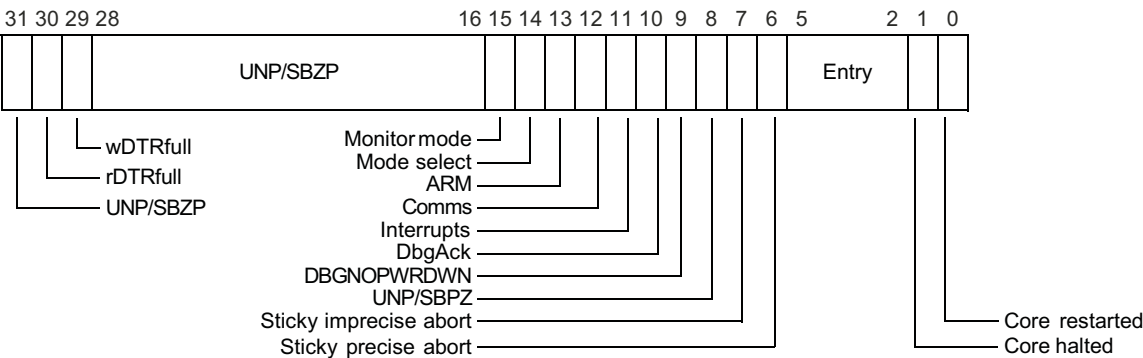 31 30 29 28 16 15 14 13 12 11 10 9 8 7 6 5 2 1 0
UNP/SBZP Entry
wDTRfull
rDTRfull
UNP/SBZP
Monitor mode
Mode select
ARM
Comms
Interrupts
DbgAck
DBGNOPWRDWN
UNP/SBPZ
Sticky imprecise abort
Sticky precise abort
Core restarted
Core halted